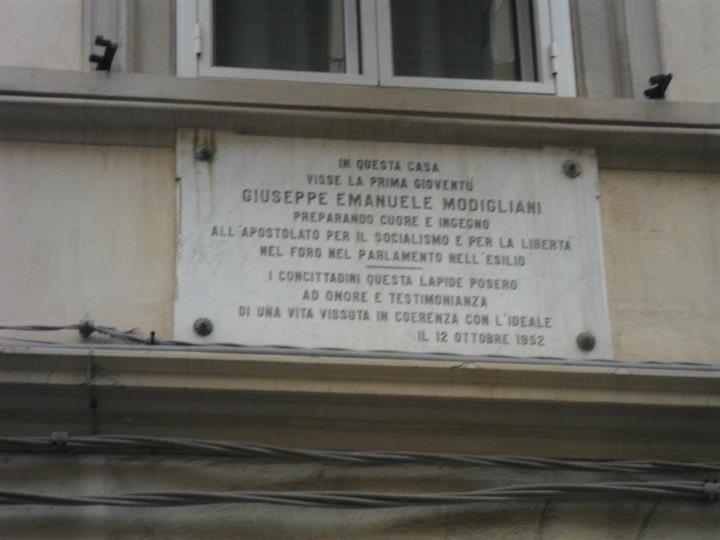 IN QUESTA CASA
VISSE LA PRIMA GIOVENTÙ
GIUSEPPE EMANUELE MODIGLIANI
PREPARANDO CUORE E INGEGNO
ALL'APOSTOLATO PER IL SOCIALISMO E PER LA LIBERTÀ
NEL FORO NEL PARLAMENTO NELL'ESILIO
I CONCITTADINI QUESTA LAPIDE POSERO
AD ONORE E TESTIMONIANZA
DI UNA VITA VISSUTA IN COERENZA CON L'IDEALE
IL 12 OTTOBRE 1952